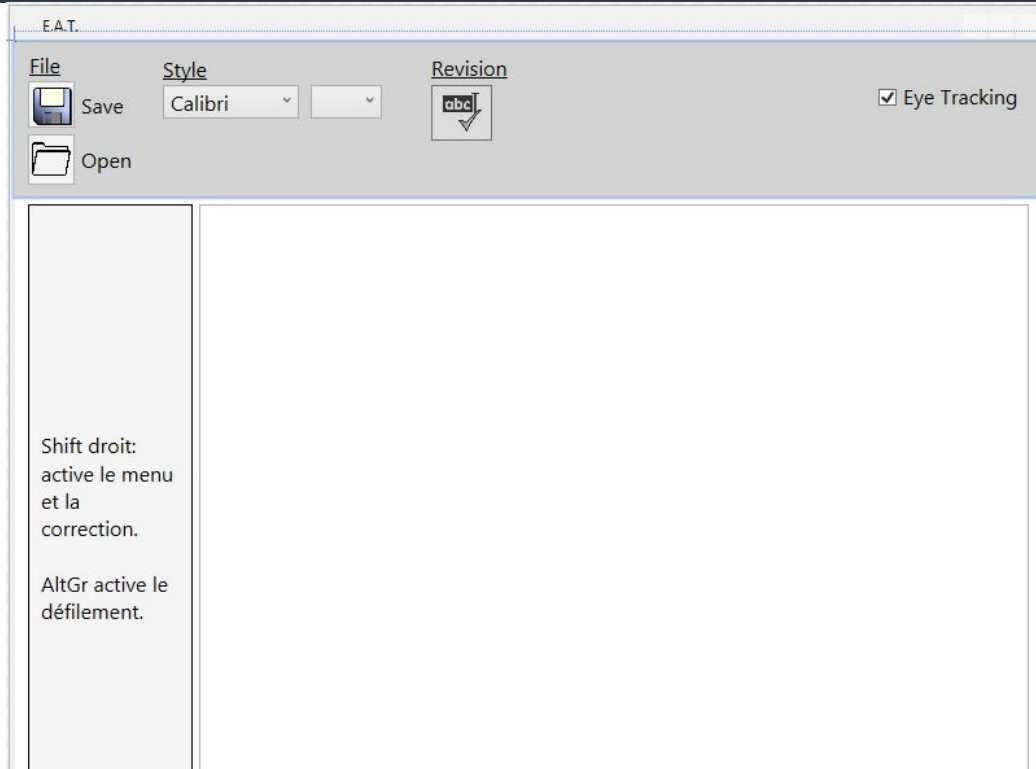 E.A.T.
File
Style
Revision
Save
Calibri
abc
Eye Tracking
Open
Shift droit:
active le menu
et la
correction.
AltGr active le
défilement.